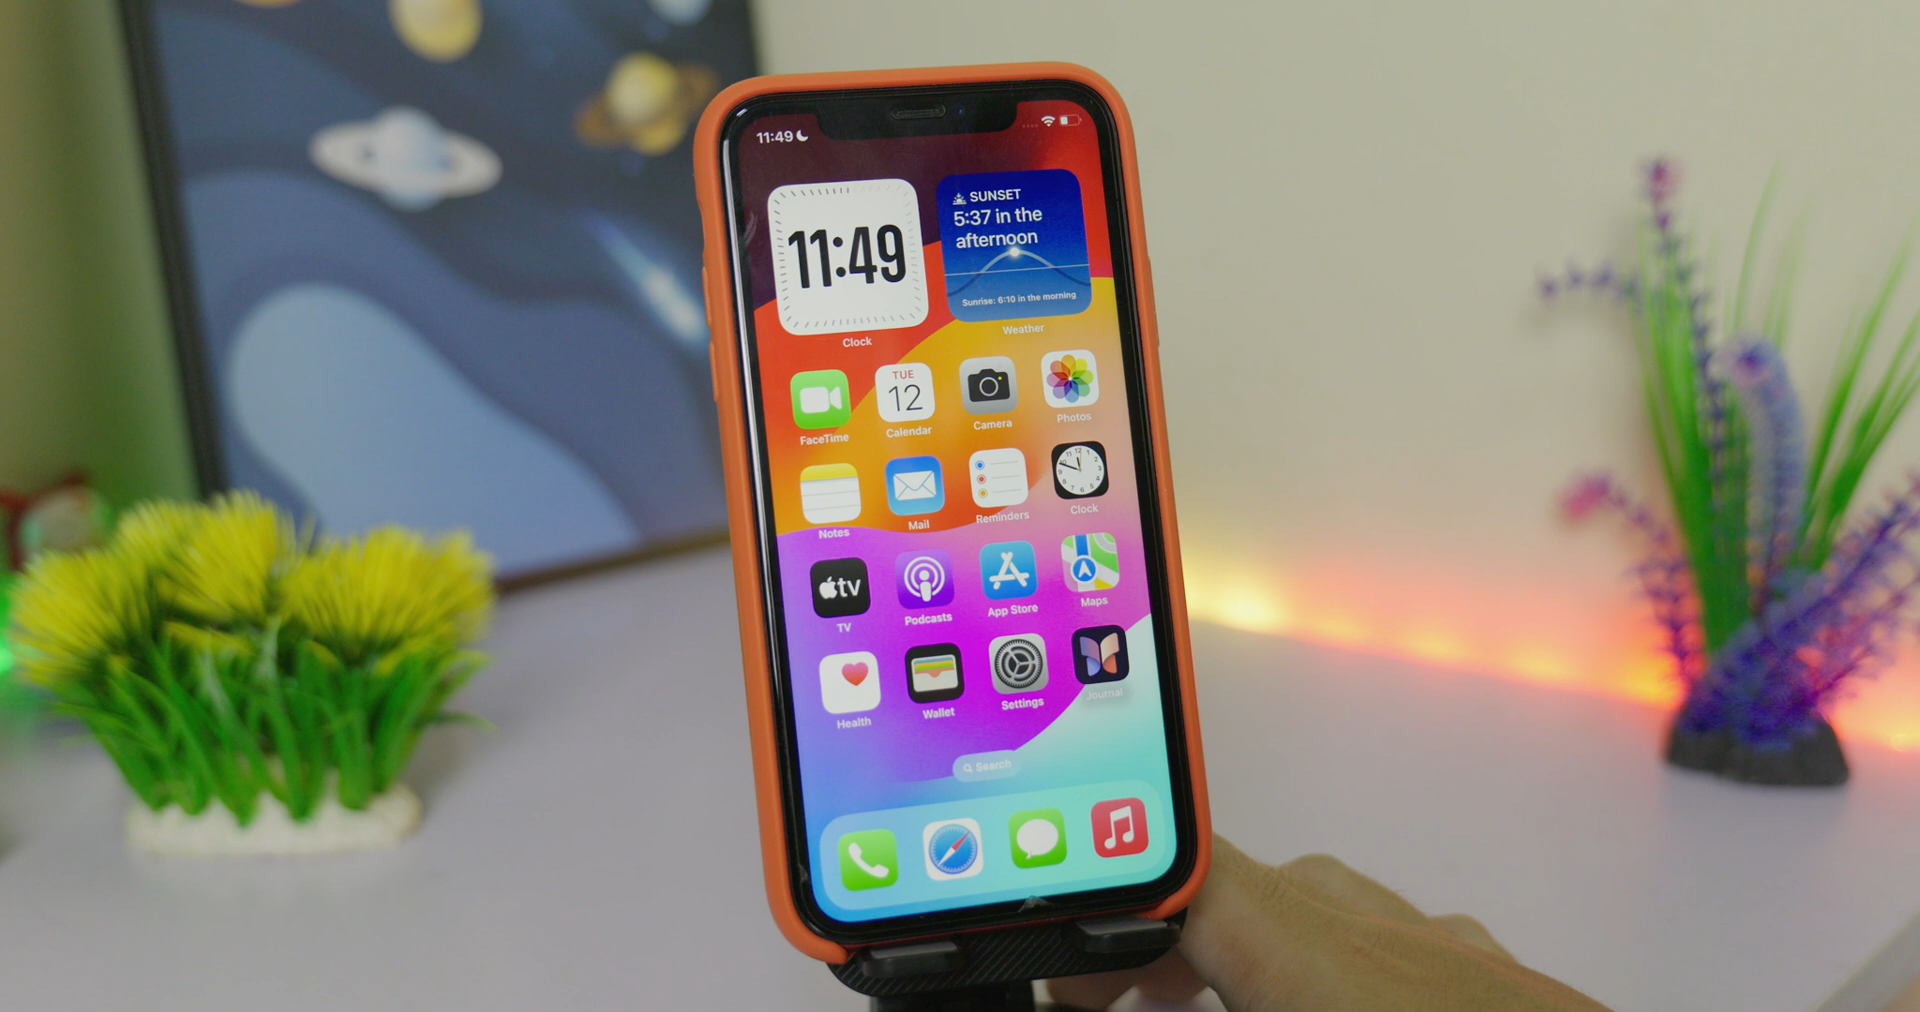 11:49
11:49
SUNSET
5:37 in the
afternoon
Sunrise: 6:10 in the morning
Clock
Weather
TUE
12
FaceTime
Calendar
Camera
Photos
Notes
Mail
Reminders
Clock
tv
TV
Podcasts
App Store
Maps
Health
Wallet
Settings
Journal
Search